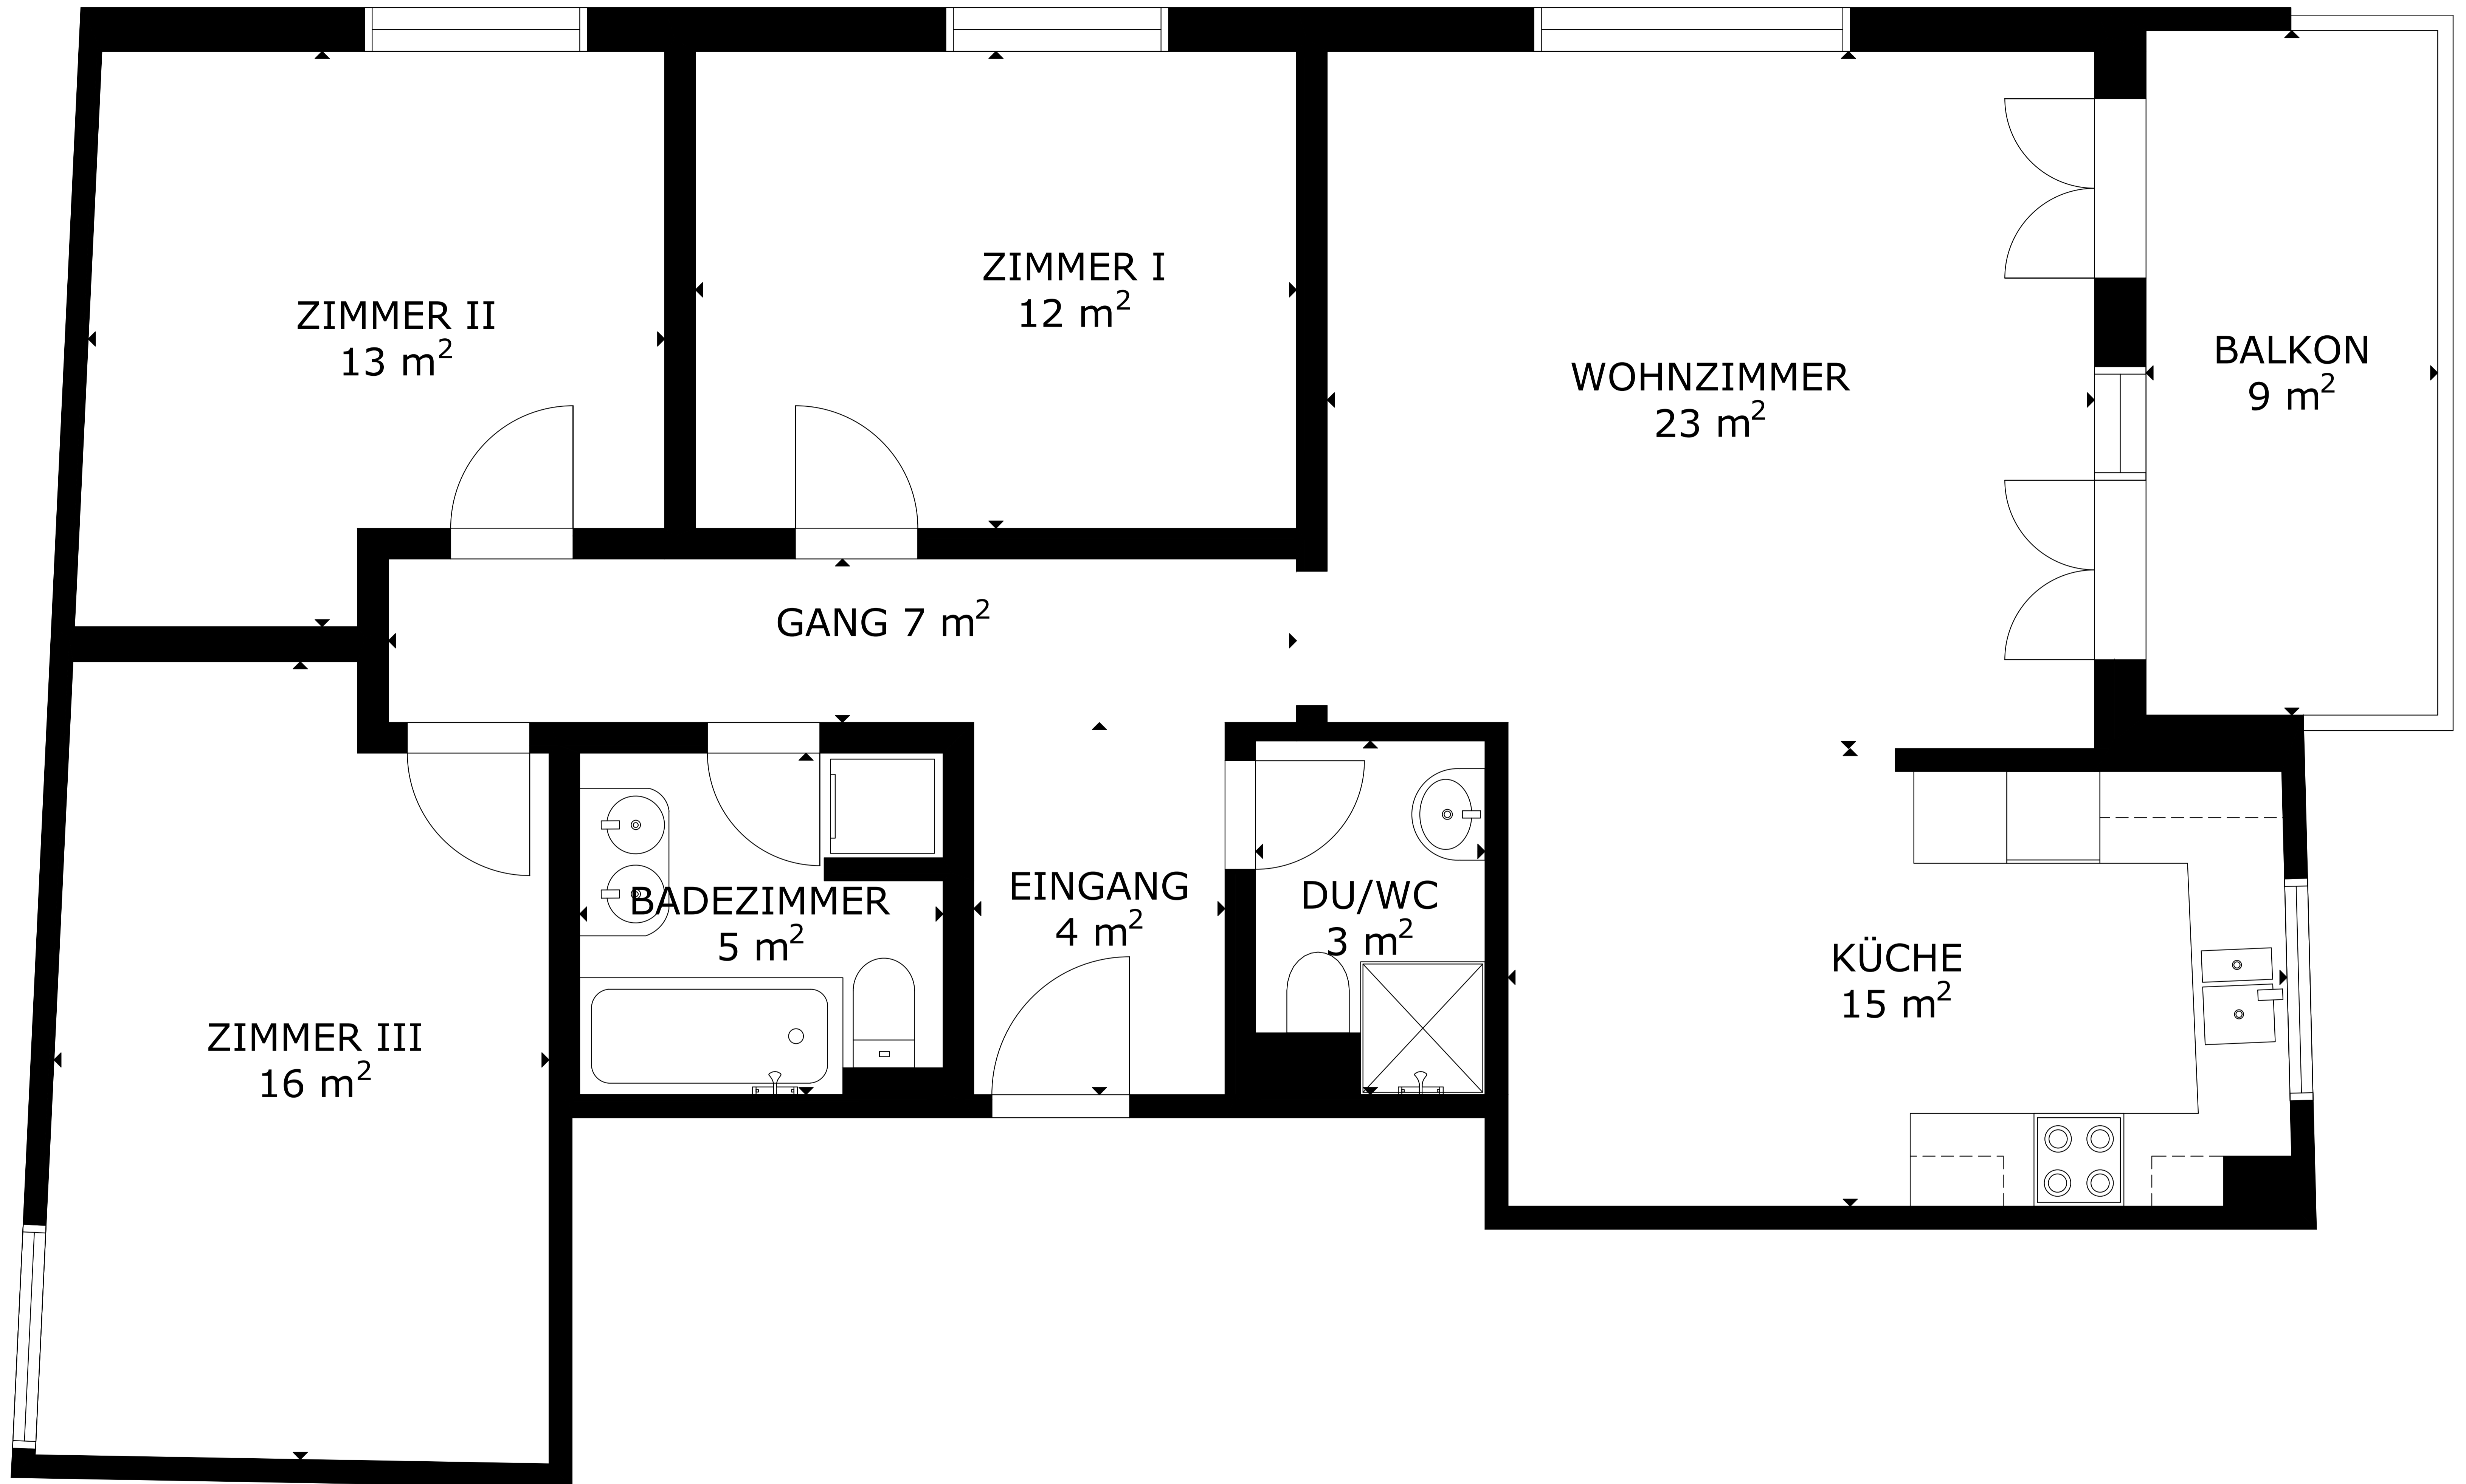 ZIMMER II
13 m²
ZIMMER I
12 m²
WOHNZIMMER
23 m²
BALKON
9 m²
GANG 7 m²
BADEZIMMER
5 m²
EINGANG
4 m²
DU/WC
3 m²
KÜCHE
15 m²
ZIMMER III
16 m²